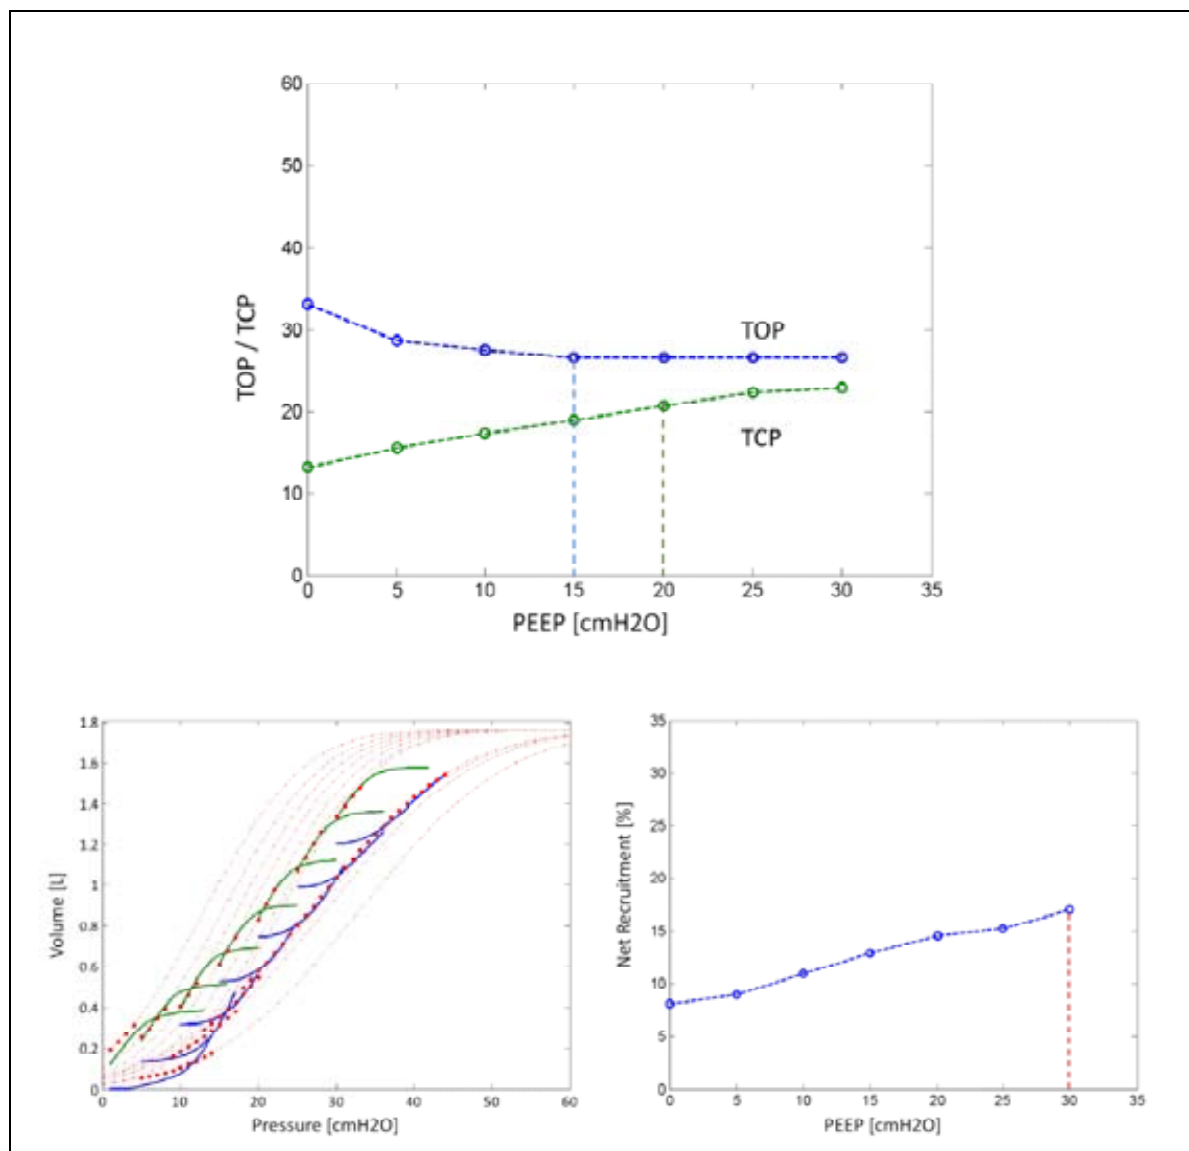 60
50
40
30
20
10
0
TOP / TCP
TOP
TCP
0 5 10 15 20 25 30 35
PEEP [cmH2O]
1.8
1.6
1.4
1.2
1
0.8
0.6
0.4
0.2
0
Volume [L]
0 10 20 30 40 50 60
Pressure [cmH2O]
35
30
25
20
15
10
5
0
Net Recruitment [%]
0 5 10 15 20 25 30 35
PEEP [cmH2O]